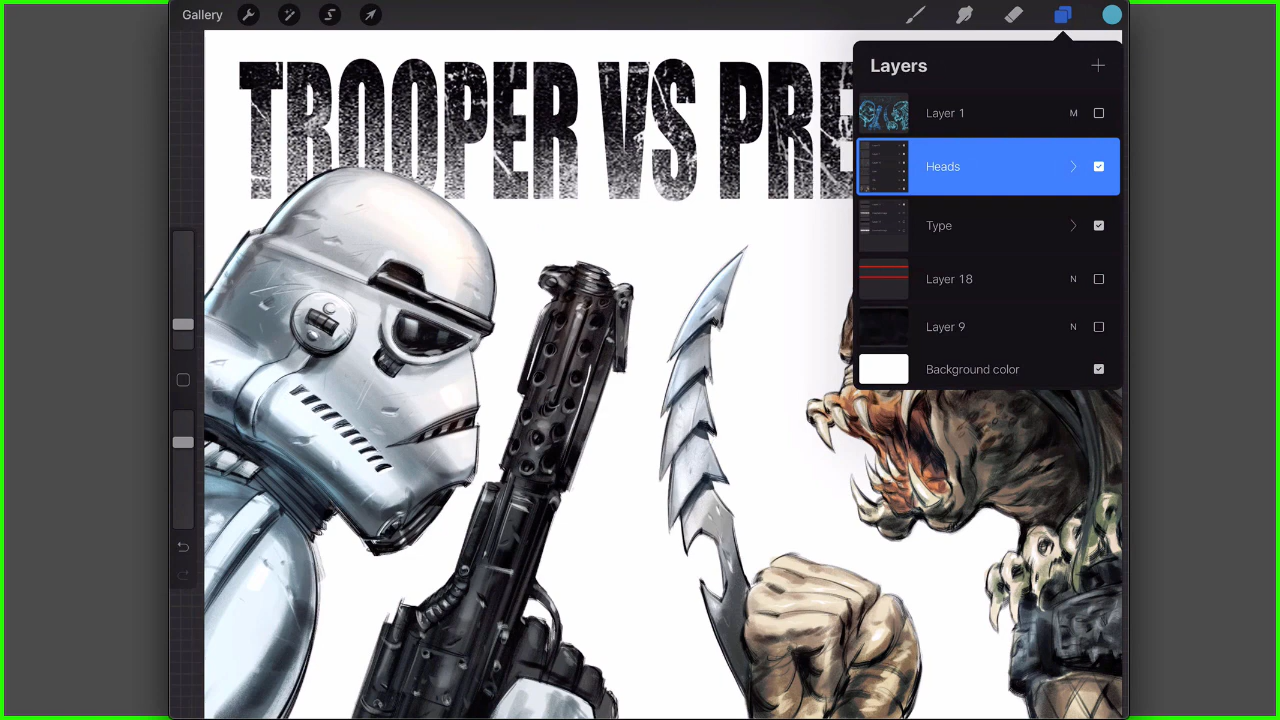 Gallery
TROOPER VS PRE
Layers
Layer 1 M
Heads
Type
Layer 18 N
Layer 9 N
Background color